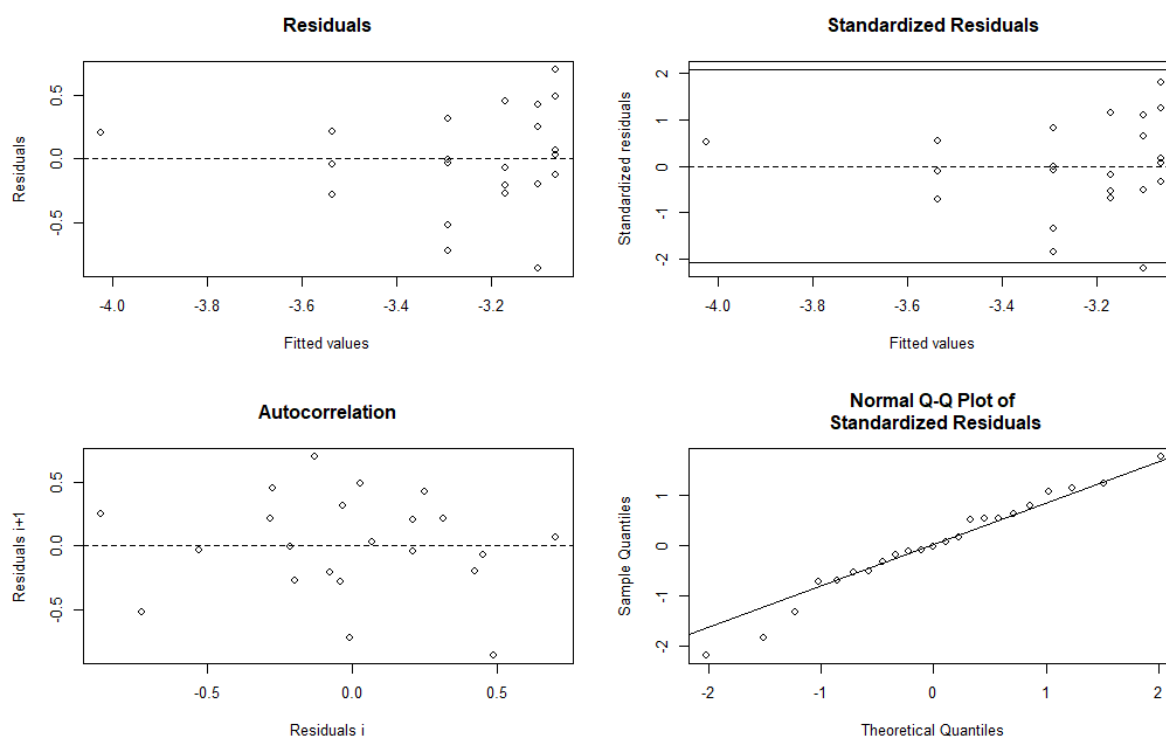 Residuals
Residuals
0.5
0.0
-0.5
-4.0
-3.8
-3.6
-3.4
-3.2
Fitted values
Standardized Residuals
Standardized residuals
2
1
0
-1
-2
-4.0
-3.8
-3.6
-3.4
-3.2
Fitted values
Autocorrelation
Residuals i+1
0.5
0.0
-0.5
-0.5
0.0
0.5
Residuals i
Normal Q-Q Plot of
Standardized Residuals
Sample Quantiles
1
0
-1
-2
-2
-1
0
1
2
Theoretical Quantiles